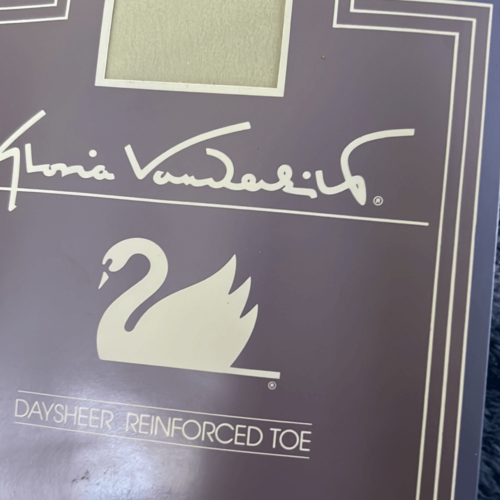 Gloria Vanderbilt ®
®
DAYSHEER REINFORCED TOE